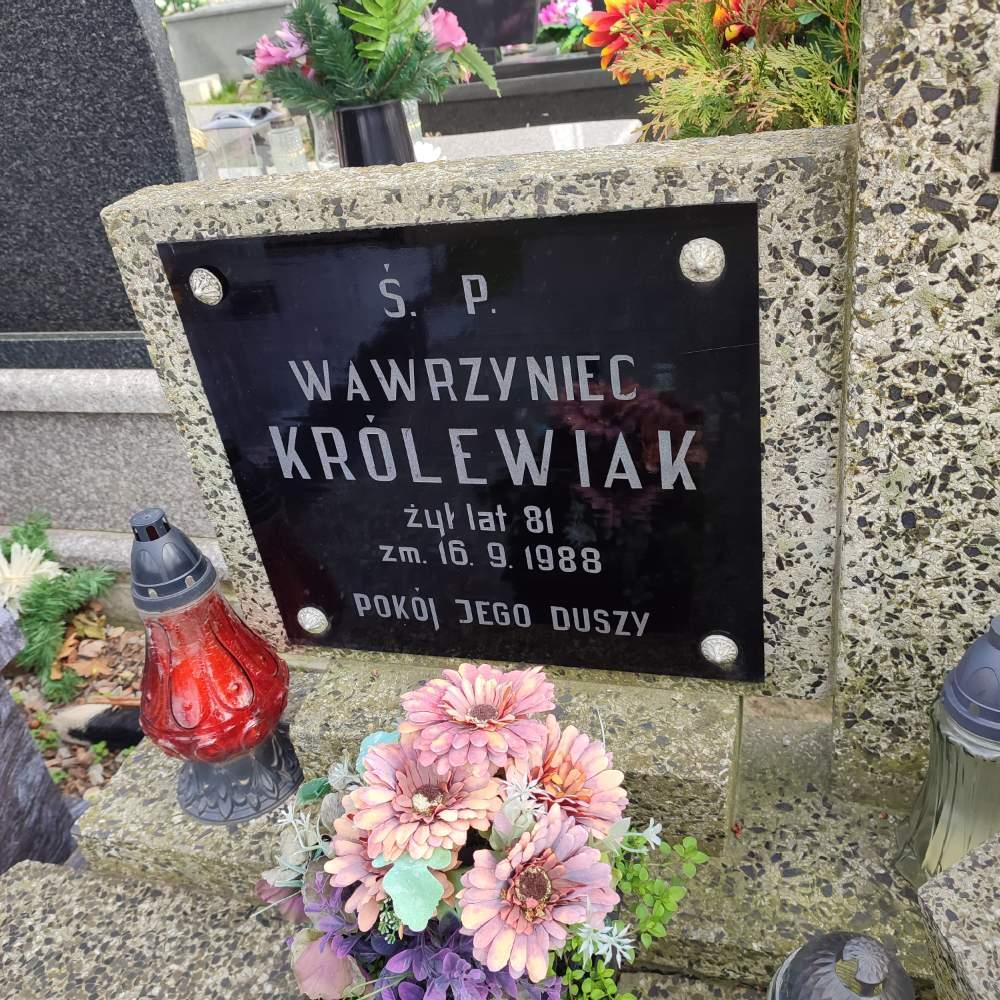 Ś. P.
WAWRZYNIEC
KRÓLEWIAK
żył lat 81
zm. 16. 9. 1988
POKÓJ JEGO DUSZY